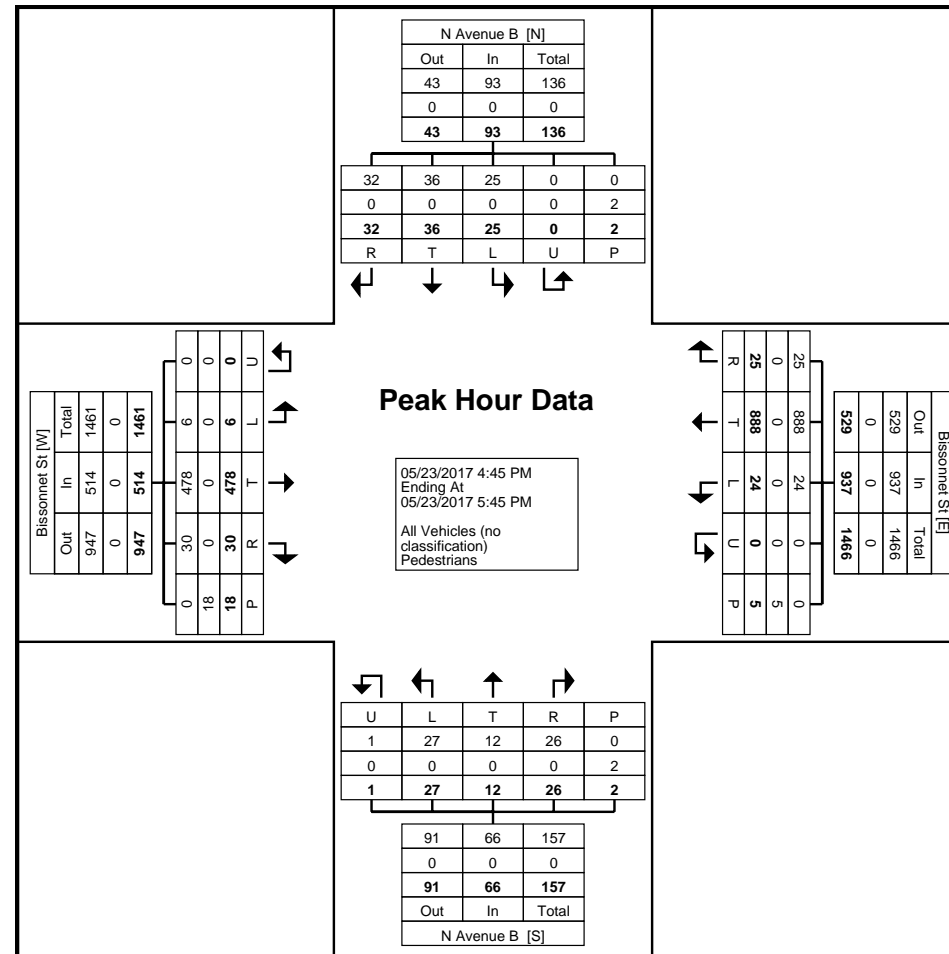 N Avenue B [N]
Out In Total
43 93 136
0 0 0
43 93 136
32 36 25 0 0
0 0 0 0 2
32 36 25 0 2
R T L U P
Bissonnet St [W]
Total 1461 0 1461
In 514 0 514
Out 947 0 947
0 0 0 U
6 0 6 L
478 0 478 T
30 0 30 R
0 18 18 P
Peak Hour Data
05/23/2017 4:45 PM
Ending At
05/23/2017 5:45 PM
All Vehicles (no
classification)
Pedestrians
R 25 0 25
T 888 0 888
L 24 0 24
U 0 0 0
P 5 5 0
529 0 529 Out
937 0 937 In
1466 0 1466 Total
Bissonnet St [E]
U L T R P
1 27 12 26 0
0 0 0 0 2
1 27 12 26 2
91 66 157
0 0 0
91 66 157
Out In Total
N Avenue B [S]